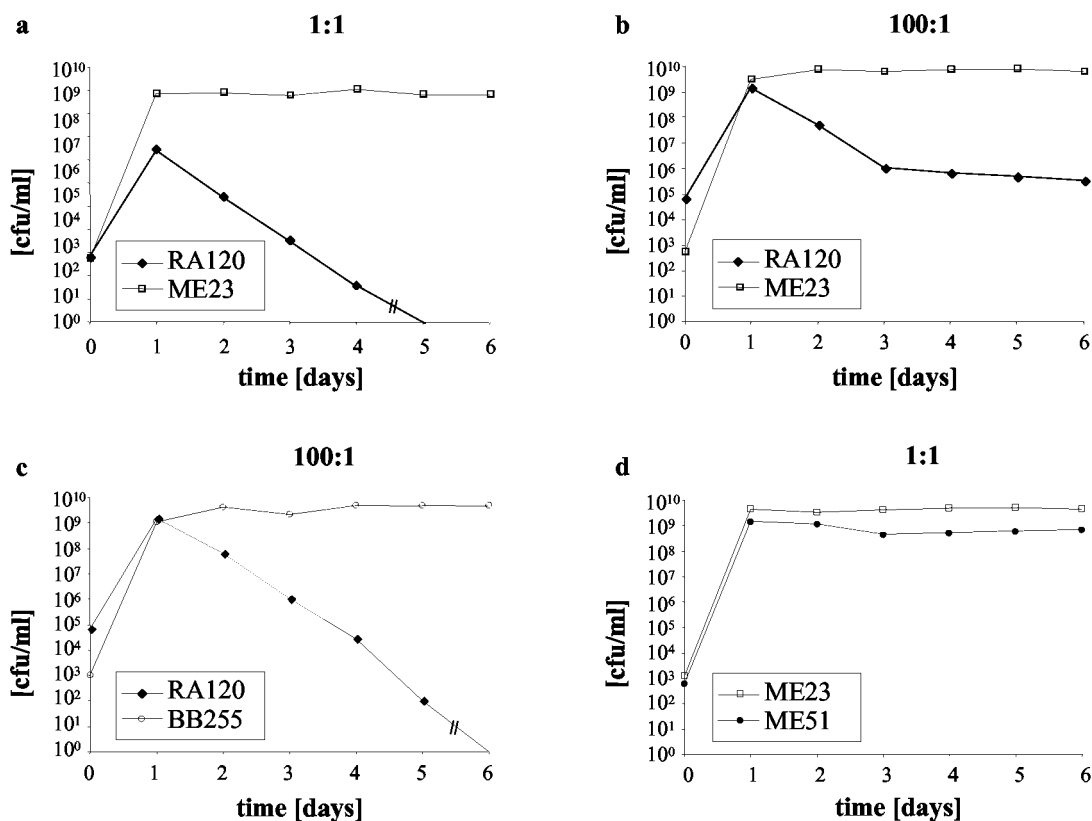 a
1:1
[cfu/ml]
10¹⁰
10⁹
10⁸
10⁷
10⁶
10⁵
10⁴
10³
10²
10¹
10⁰
RA120
ME23
0 1 2 3 4 5 6
time [days]
b
100:1
[cfu/ml]
10¹⁰
10⁹
10⁸
10⁷
10⁶
10⁵
10⁴
10³
10²
10¹
10⁰
RA120
ME23
0 1 2 3 4 5 6
time [days]
c
100:1
[cfu/ml]
10¹⁰
10⁹
10⁸
10⁷
10⁶
10⁵
10⁴
10³
10²
10¹
10⁰
RA120
BB255
0 1 2 3 4 5 6
time [days]
d
1:1
[cfu/ml]
10¹⁰
10⁹
10⁸
10⁷
10⁶
10⁵
10⁴
10³
10²
10¹
10⁰
ME23
ME51
0 1 2 3 4 5 6
time [days]